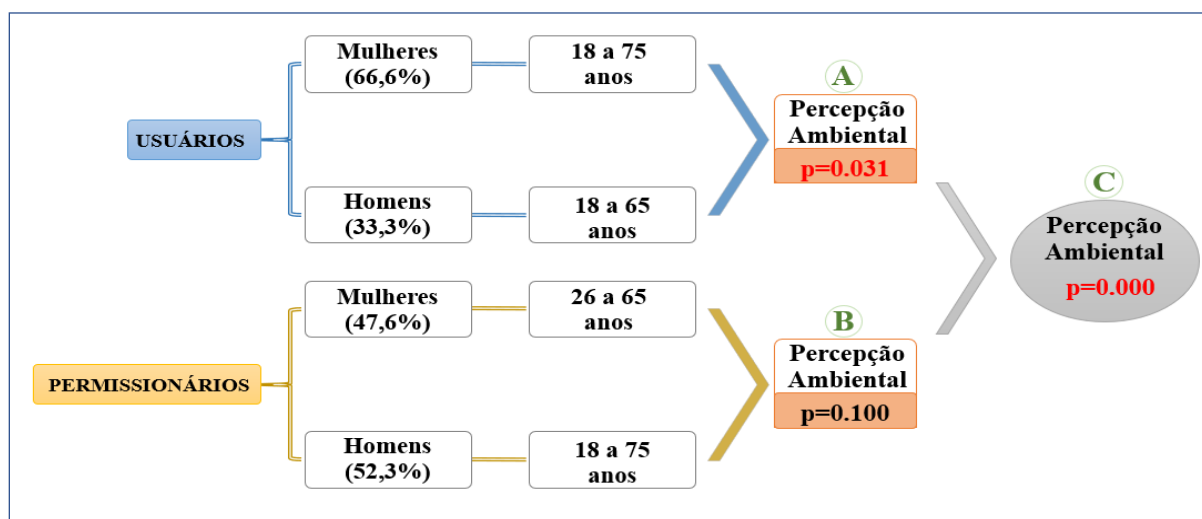 USUÁRIOS
Mulheres
(66,6%)
18 a 75
anos
Homens
(33,3%)
18 a 65
anos
A
Percepção
Ambiental
p=0.031
PERMISSIONÁRIOS
Mulheres
(47,6%)
26 a 65
anos
Homens
(52,3%)
18 a 75
anos
B
Percepção
Ambiental
p=0.100
C
Percepção
Ambiental
p=0.000